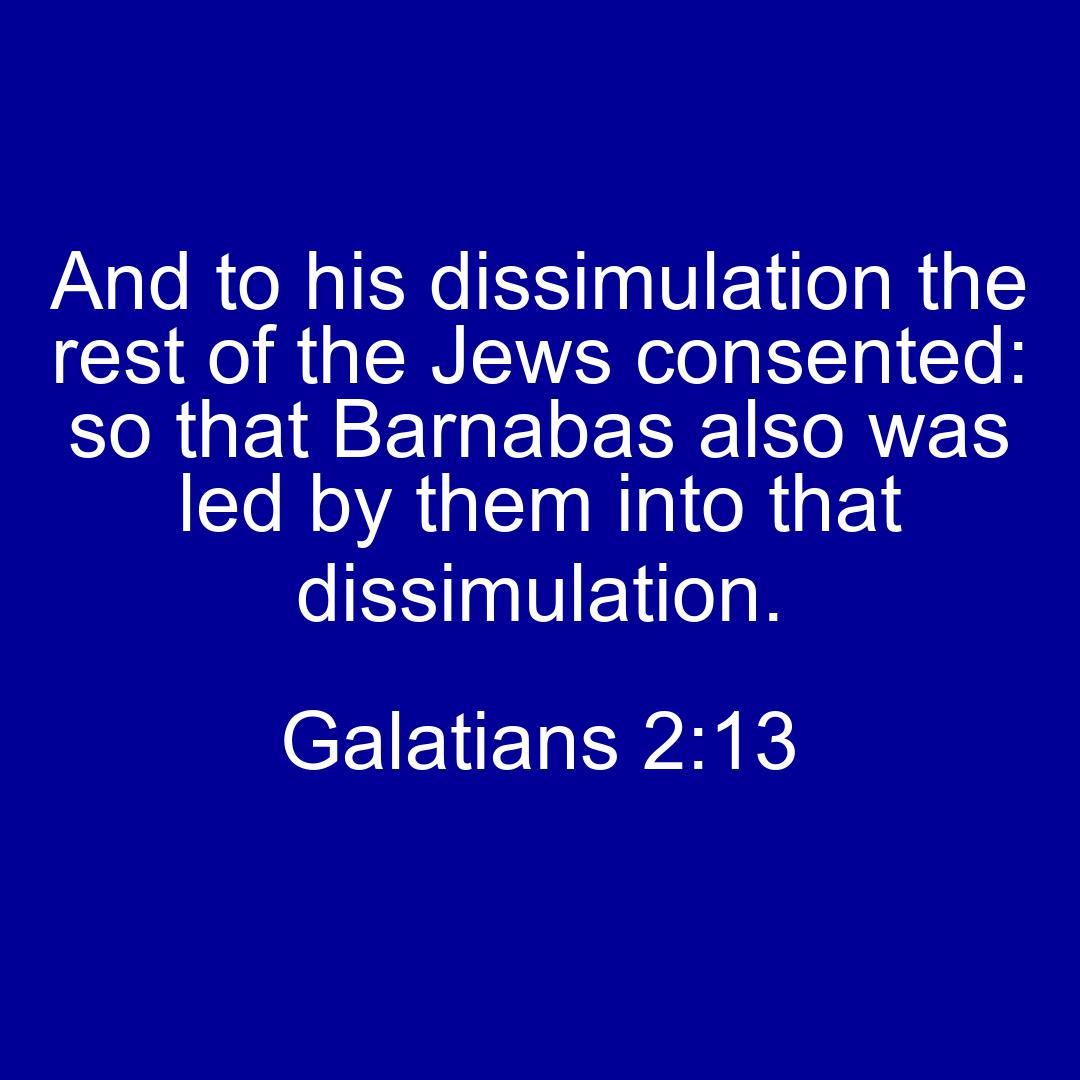 And to his dissimulation the
rest of the Jews consented:
so that Barnabas also was
led by them into that
dissimulation.
Galatians 2:13